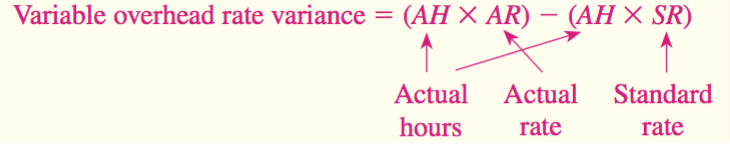 Variable overhead rate variance = (AH × AR) − (AH × SR)
Actual Actual Standard
hours rate rate